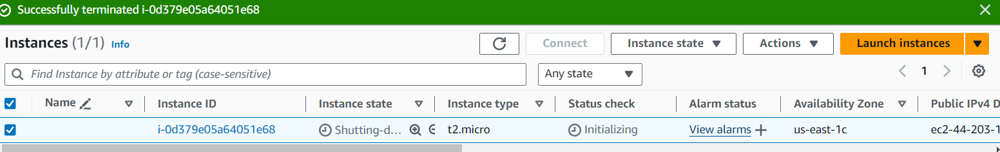 Successfully terminated i-0d379e05a64051e68
Instances (1/1) Info
Connect
Instance state
Actions
Launch instances
Find Instance by attribute or tag (case-sensitive)
Any state
1
Name Instance ID Instance state Instance type Status check Alarm status Availability Zone Public IPv4 D
i-0d379e05a64051e68 Shutting-d... t2.micro Initializing View alarms us-east-1c ec2-44-203-1